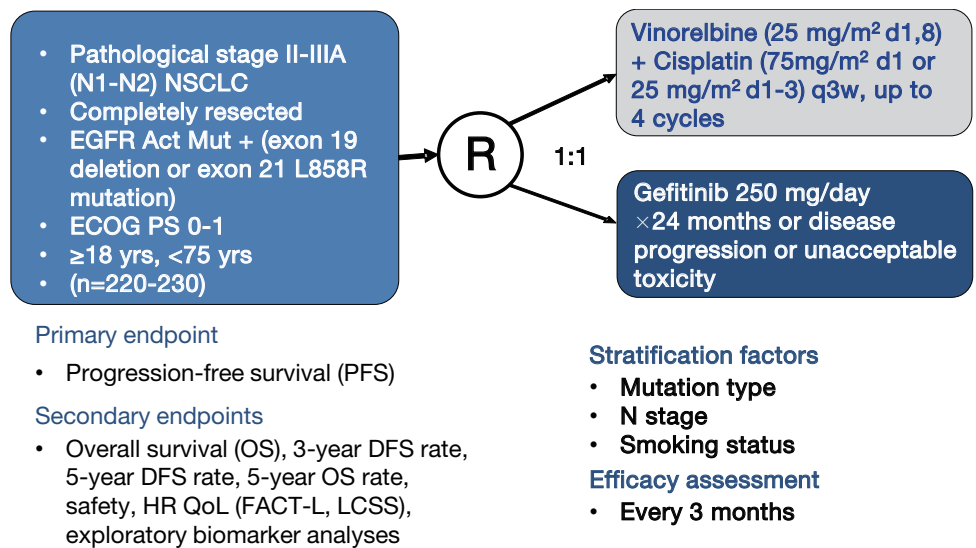 • Pathological stage II-IIIA
(N1-N2) NSCLC
• Completely resected
• EGFR Act Mut + (exon 19
deletion or exon 21 L858R
mutation)
• ECOG PS 0-1
• ≥18 yrs, <75 yrs
• (n=220-230)
R
1:1
Vinorelbine (25 mg/m² d1,8)
+ Cisplatin (75mg/m² d1 or
25 mg/m² d1-3) q3w, up to
4 cycles
Gefitinib 250 mg/day
×24 months or disease
progression or unacceptable
toxicity
Primary endpoint
• Progression-free survival (PFS)
Secondary endpoints
• Overall survival (OS), 3-year DFS rate,
5-year DFS rate, 5-year OS rate,
safety, HR QoL (FACT-L, LCSS),
exploratory biomarker analyses
Stratification factors
• Mutation type
• N stage
• Smoking status
Efficacy assessment
• Every 3 months